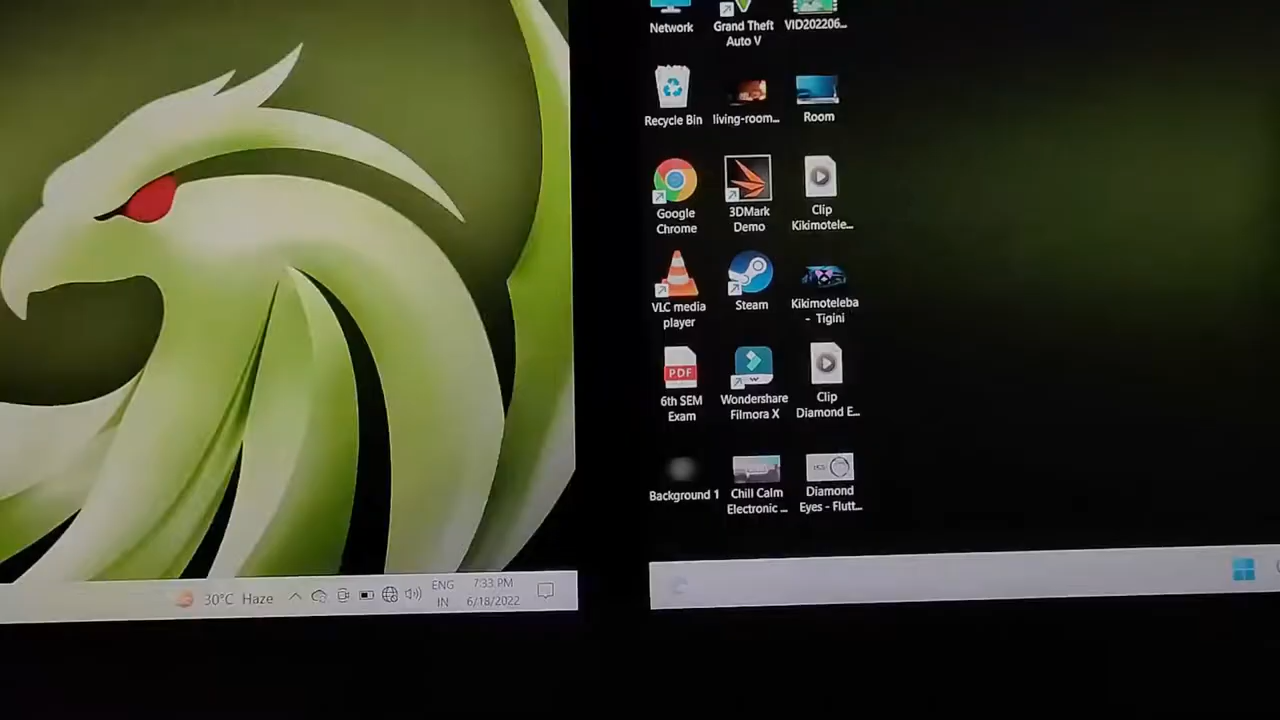 Network
Grand Theft
Auto V
VID202206...
Recycle Bin
living-room...
Room
Google
Chrome
3DMark
Demo
Clip
Kikimotele...
VLC media
player
Steam
Kikimoteleba
- Tigini
PDF
6th SEM
Exam
Wondershare
Filmora X
Clip
Diamond E...
Background 1
Chill Calm
Electronic ...
Diamond
Eyes - Flutt...
30°C Haze
ENG
IN
7:33 PM
6/18/2022